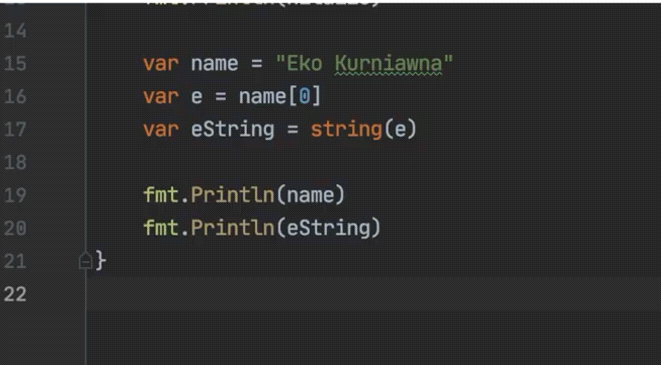 14
15 var name = "Eko Kurniawna"
16 var e = name[0]
17 var eString = string(e)
18
19 fmt.Println(name)
20 fmt.Println(eString)
21 }
22